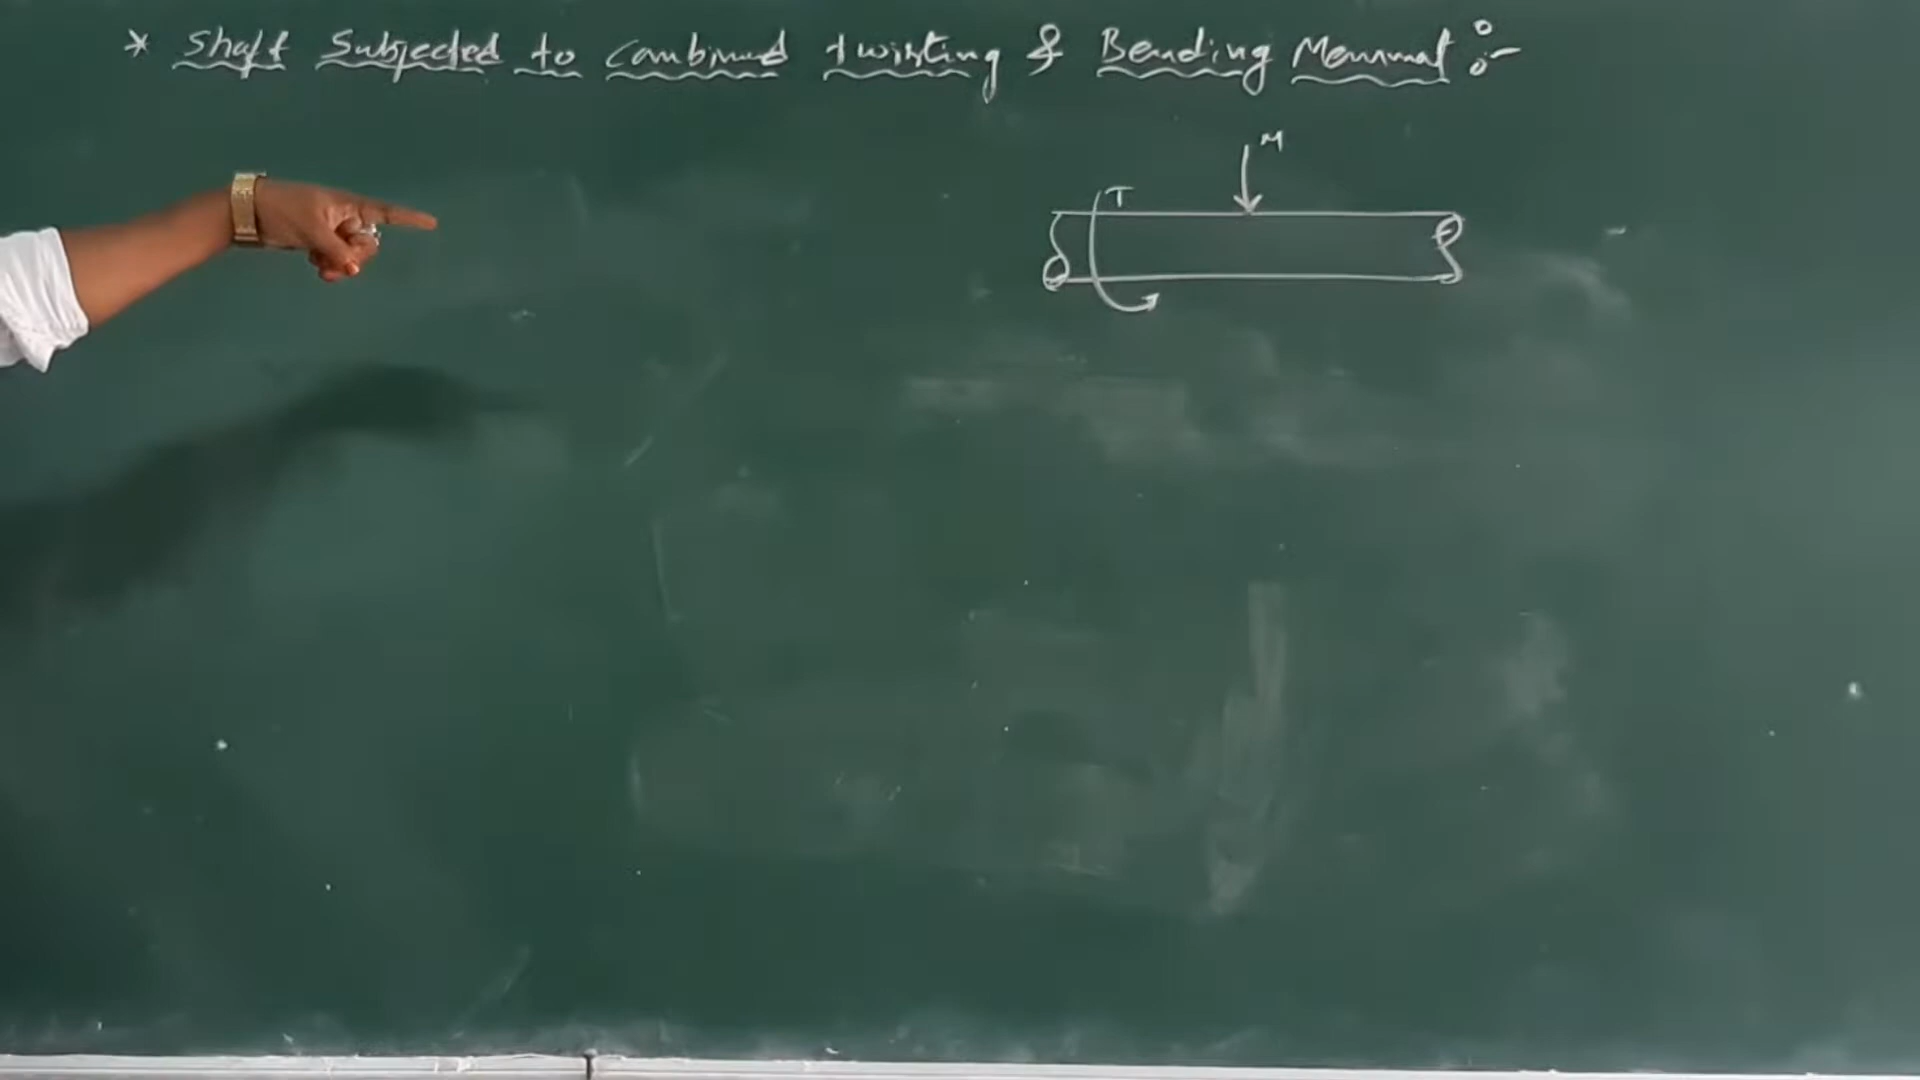 * Shaft Subjected to Combined twisting & Bending Moment :-
M
T